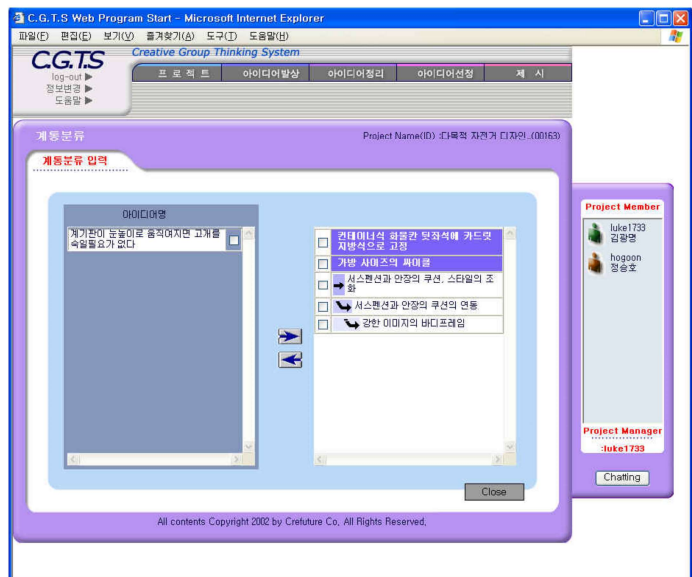 C.G.T.S Web Program Start - Microsoft Internet Explorer
파일(F) 편집(E) 보기(V) 즐겨찾기(A) 도구(T) 도움말(H)
C.G.T.S
Creative Group Thinking System
log-out ▶
정보변경 ▶
도움말 ▶
프 로 젝 트 아이디어발상 아이디어정리 아이디어선정 제 시
계통분류
Project Name(ID) :다목적 자전거 디자인..(00163)
계통분류 입력
아이디어명
계기판이 눈높이로 움직여지면 고개를
숙일필요가 없다
컨테이너식 화물칸 뒷좌석에 카드릿
지방식으로 고정
가방 사이즈의 싸이클
서스펜션과 안장의 쿠션, 스타일의 조
화
서스펜션과 안장의 쿠션의 연동
강한 이미지의 바디프레임
Close
Project Member
luke1733
김광명
hogoon
정승호
Project Manager
:luke1733
Chatting
All contents Copyright 2002 by Crefuture Co, All Rights Reserved,